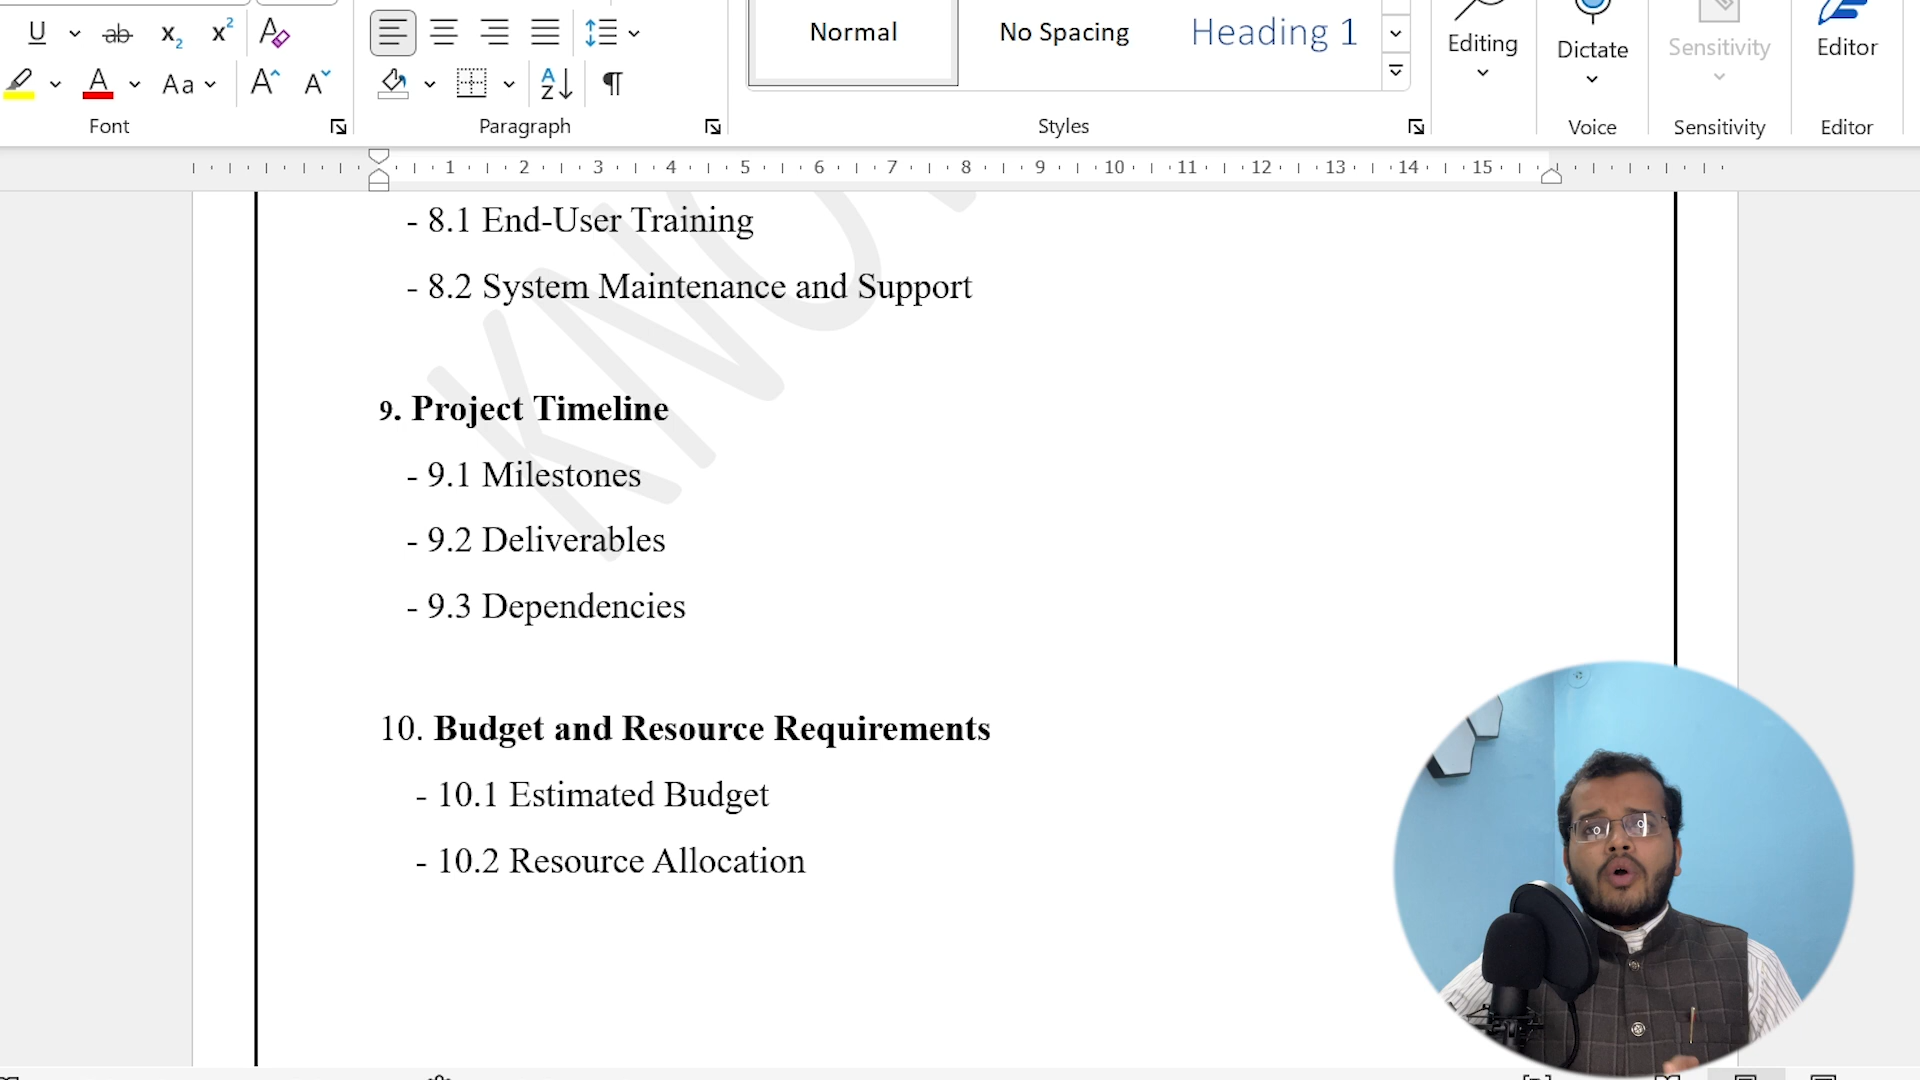 Normal No Spacing Heading 1 Editing Dictate Sensitivity Editor
Aa
Font Paragraph Styles Voice Sensitivity Editor
1 2 3 4 5 6 7 8 9 10 11 12 13 14 15
- 8.1 End-User Training
- 8.2 System Maintenance and Support
9. Project Timeline
- 9.1 Milestones
- 9.2 Deliverables
- 9.3 Dependencies
10. Budget and Resource Requirements
- 10.1 Estimated Budget
- 10.2 Resource Allocation